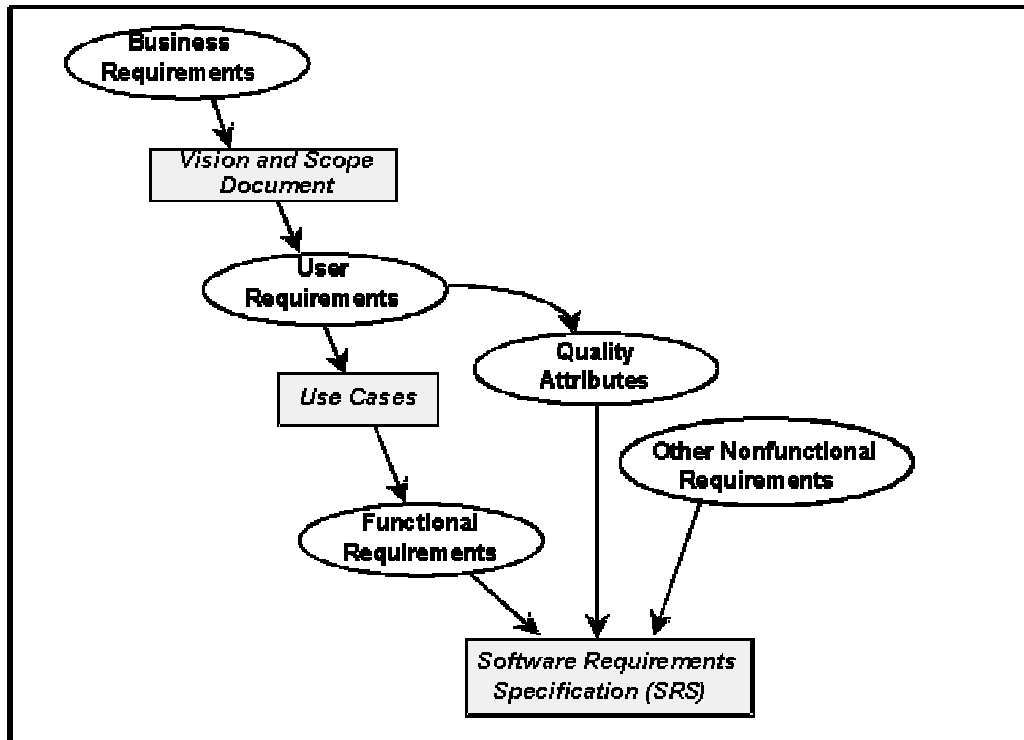 Business
Requirements
Vision and Scope
Document
User
Requirements
Quality
Attributes
Use Cases
Other Nonfunctional
Requirements
Functional
Requirements
Software Requirements
Specification (SRS)